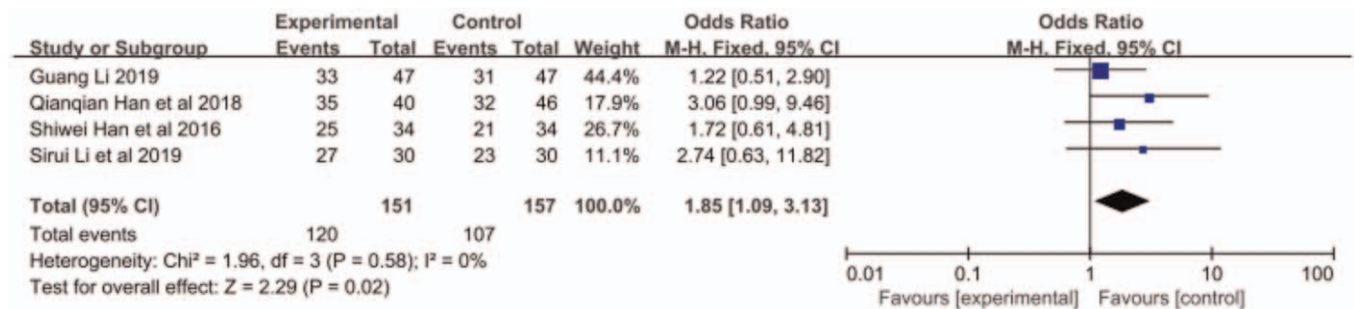 Experimental Control Odds Ratio Odds Ratio
Study or Subgroup Events Total Events Total Weight M-H. Fixed. 95% CI M-H. Fixed. 95% CI
Guang Li 2019 33 47 31 47 44.4% 1.22 [0.51, 2.90]
Qianqian Han et al 2018 35 40 32 46 17.9% 3.06 [0.99, 9.46]
Shiwei Han et al 2016 25 34 21 34 26.7% 1.72 [0.61, 4.81]
Sirui Li et al 2019 27 30 23 30 11.1% 2.74 [0.63, 11.82]
Total (95% CI) 151 157 100.0% 1.85 [1.09, 3.13]
Total events 120 107
Heterogeneity: Chi² = 1.96, df = 3 (P = 0.58); I² = 0%
Test for overall effect: Z = 2.29 (P = 0.02)
0.01 0.1 1 10 100
Favours [experimental] Favours [control]